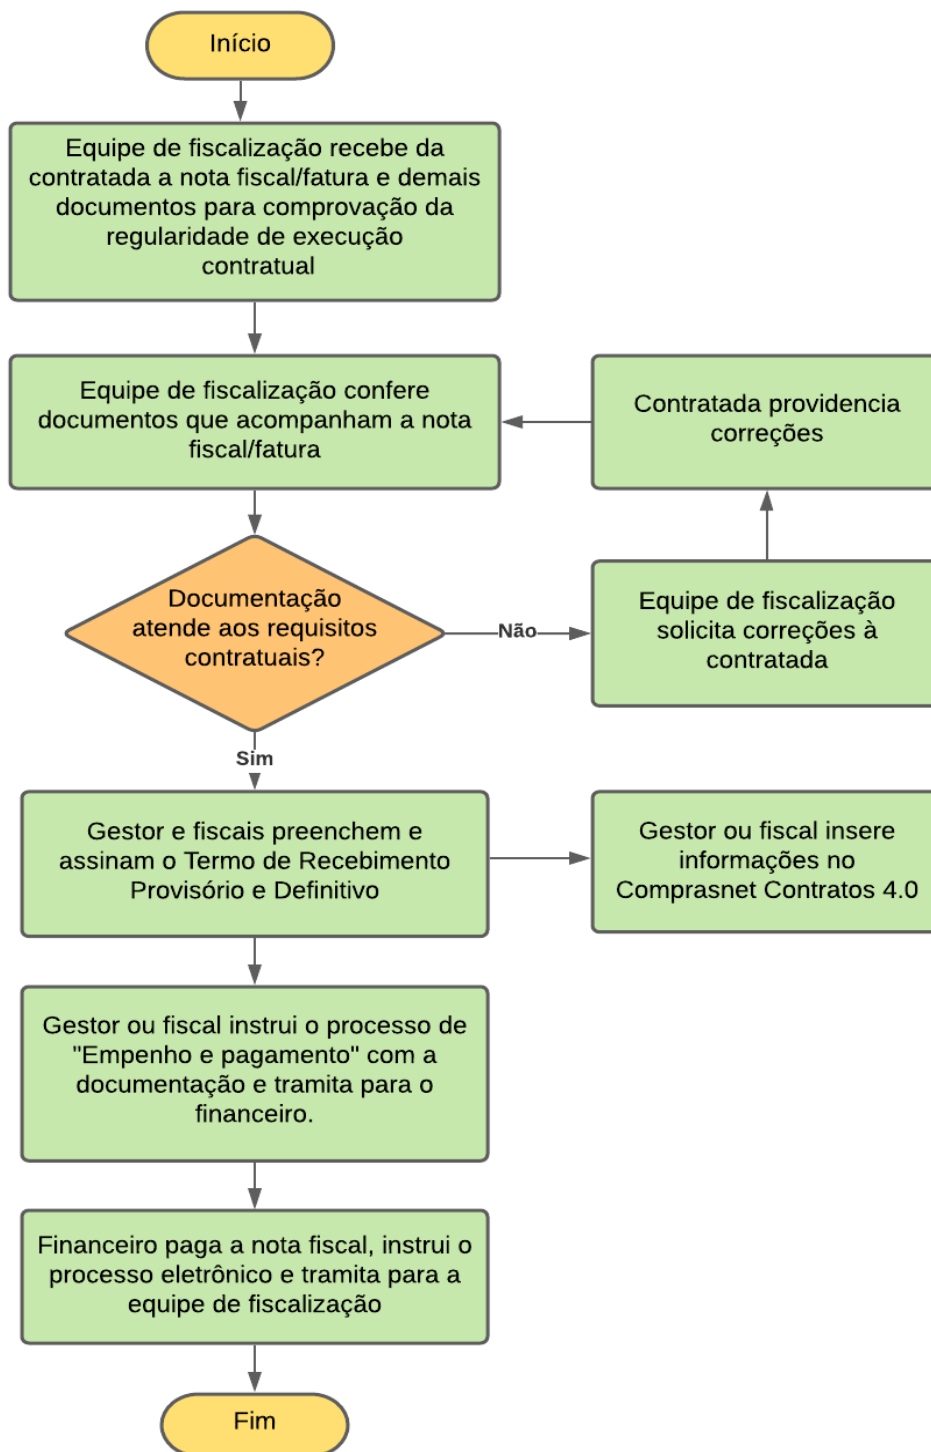 Início
Equipe de fiscalização recebe da
contratada a nota fiscal/fatura e demais
documentos para comprovação da
regularidade de execução
contratual
Equipe de fiscalização confere
documentos que acompanham a nota
fiscal/fatura
Contratada providencia
correções
Documentação
atende aos requisitos
contratuais?
Não
Equipe de fiscalização
solicita correções à
contratada
Sim
Gestor e fiscais preenchem e
assinam o Termo de Recebimento
Provisório e Definitivo
Gestor ou fiscal insere
informações no
Comprasnet Contratos 4.0
Gestor ou fiscal instrui o processo de
"Empenho e pagamento" com a
documentação e tramita para o
financeiro.
Financeiro paga a nota fiscal, instrui o
processo eletrônico e tramita para a
equipe de fiscalização
Fim